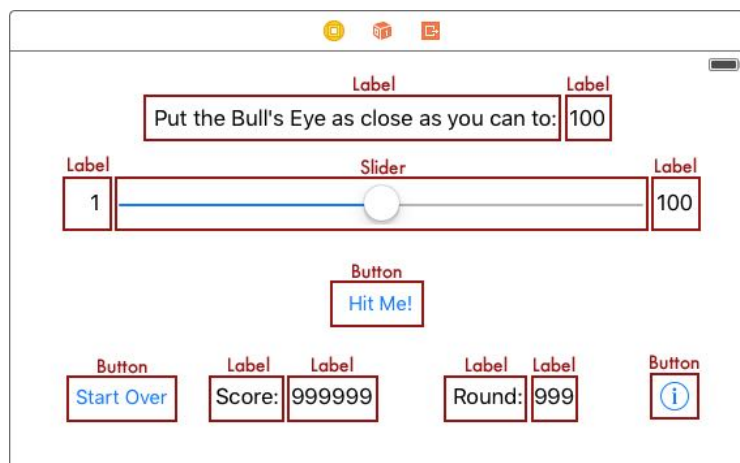 Label Label
Put the Bull's Eye as close as you can to: 100
Label Slider Label
1 100
Button
Hit Me!
Button Label Label Label Label Button
Start Over Score: 999999 Round: 999 i